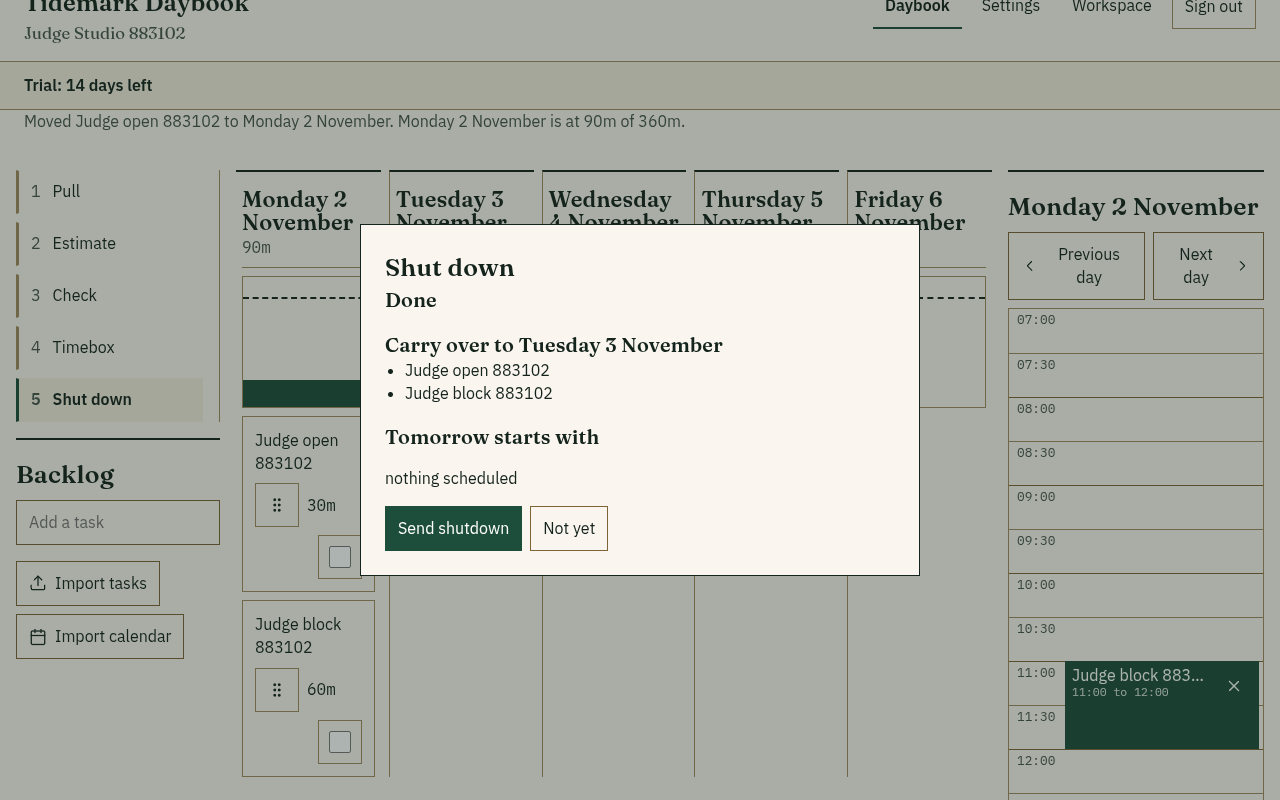 Tidemark Daybook
Judge Studio 883102
Daybook
Settings
Workspace
Sign out
Trial: 14 days left
Moved Judge open 883102 to Monday 2 November. Monday 2 November is at 90m of 360m.
1 Pull
2 Estimate
3 Check
4 Timebox
5 Shut down
Backlog
Add a task
Import tasks
Import calendar
Monday 2
November
90m
Tuesday 3
November
Wednesday
4 November
Thursday 5
November
Friday 6
November
Judge open
883102
30m
Judge block
883102
60m
Shut down
Done
Carry over to Tuesday 3 November
• Judge open 883102
• Judge block 883102
Tomorrow starts with
nothing scheduled
Send shutdown
Not yet
Monday 2 November
Previous
day
Next
day
07:00
07:30
08:00
08:30
09:00
09:30
10:00
10:30
11:00
Judge block 883...
11:00 to 12:00
11:30
12:00